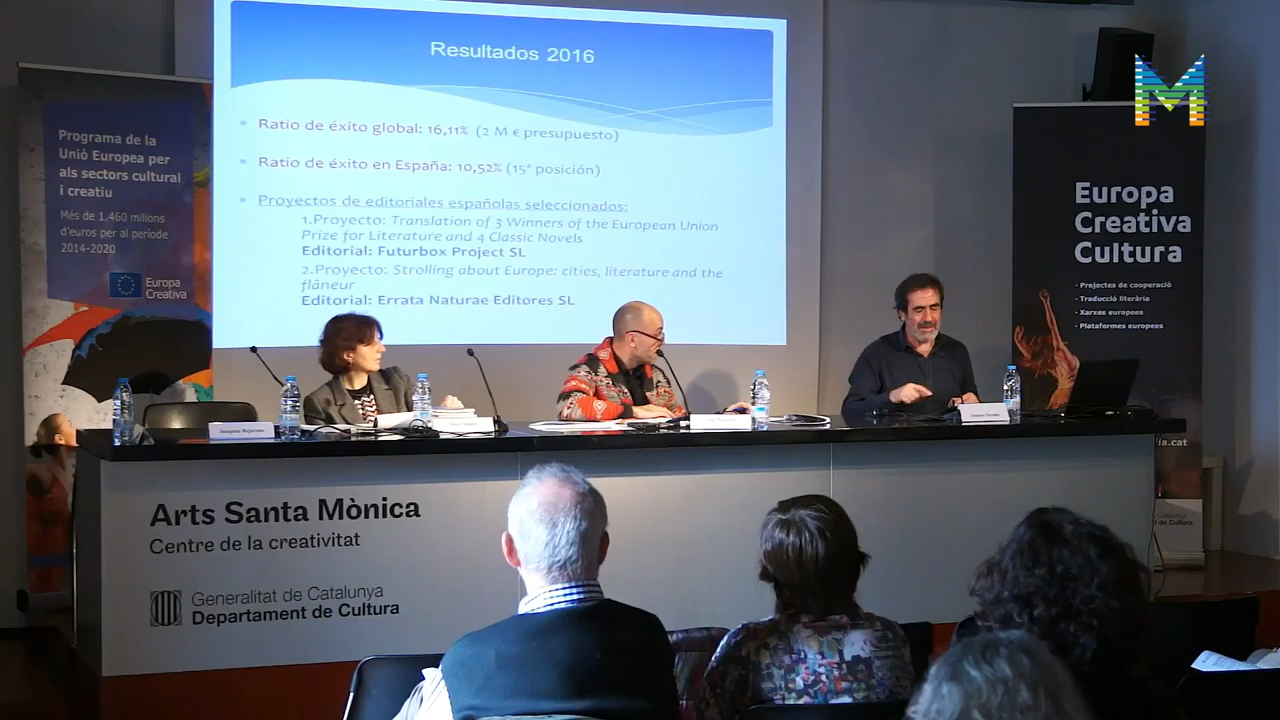 Resultados 2016
Ratio de éxito global: 16,11% (2 M € presupuesto)
Ratio de éxito en España: 10,52% (15ª posición)
Proyectos de editoriales españolas seleccionados:
1.Proyecto: Translation of 3 Winners of the European Union
Prize for Literature and 4 Classic Novels
Editorial: Futurbox Project SL
2.Proyecto: Strolling about Europe: cities, literature and the
flâneur
Editorial: Errata Naturae Editores SL
Programa de la
Unió Europea per
als sectors cultural
i creatiu
Més de 1.460 milions
d'euros per al període
2014-2020
Europa
Creativa
M
Europa
Creativa
Cultura
· Projectes de cooperació
· Traducció literària
· Xarxes europees
· Plataformes europees
ia.cat
Catalunya
de Cultura
Arts Santa Mònica
Centre de la creativitat
Generalitat de Catalunya
Departament de Cultura